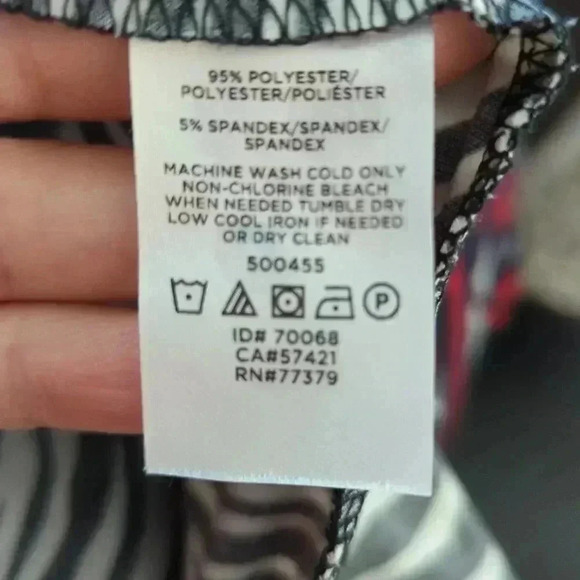 95% POLYESTER/
POLYESTER/POLIÉSTER
5% SPANDEX/SPANDEX/
SPANDEX
MACHINE WASH COLD ONLY
NON-CHLORINE BLEACH
WHEN NEEDED TUMBLE DRY
LOW COOL IRON IF NEEDED
OR DRY CLEAN
500455
P
ID# 70068
CA#57421
RN#77379